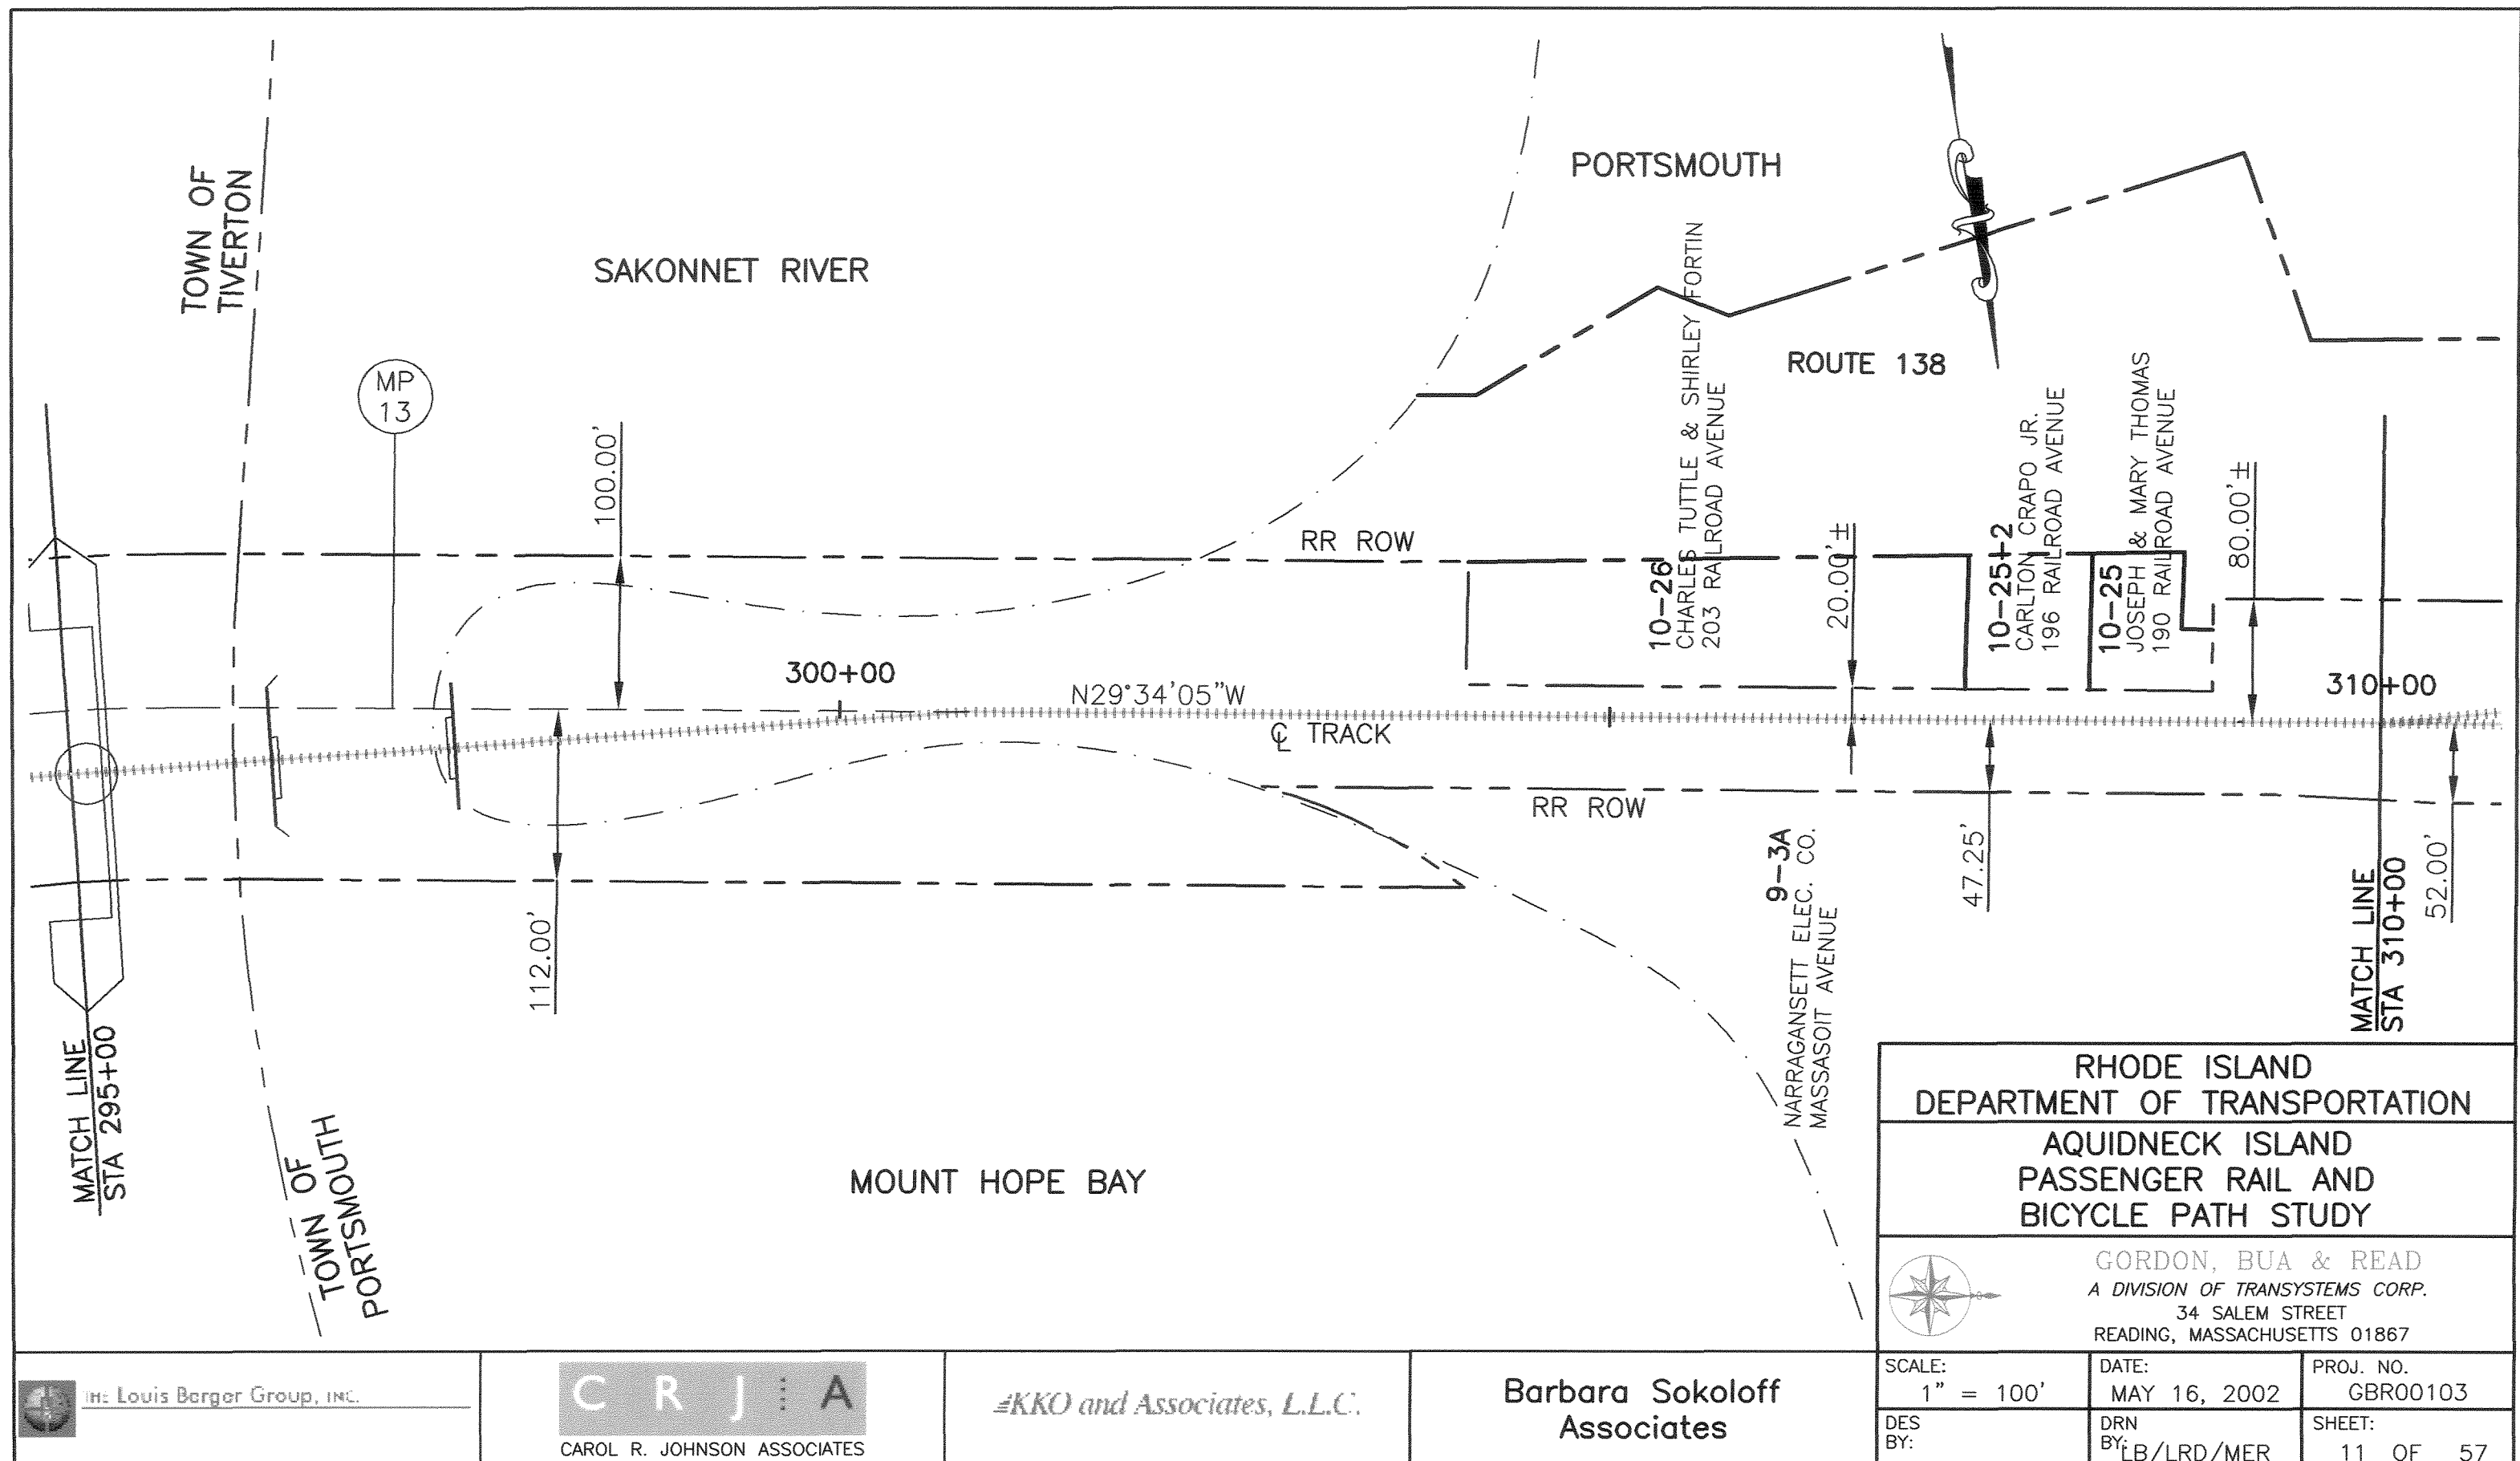 TOWN OF
TIVERTON
SAKONNET RIVER
PORTSMOUTH
MP
13
100.00'
ROUTE 138
10-26
CHARLES TUTTLE & SHIRLEY FORTIN
203 RAILROAD AVENUE
20.00'±
10-25+2
CARLTON CRAPO JR.
196 RAILROAD AVENUE
10-25
JOSEPH & MARY THOMAS
190 RAILROAD AVENUE
80.00'±
RR ROW
300+00
N29°34'05"W
310+00
℄ TRACK
RR ROW
112.00'
9-3A
NARRAGANSETT ELEC. CO.
MASSASOIT AVENUE
47.25'
MATCH LINE
STA 310+00
52.00'
MATCH LINE
STA 295+00
TOWN OF
PORTSMOUTH
MOUNT HOPE BAY
RHODE ISLAND
DEPARTMENT OF TRANSPORTATION
AQUIDNECK ISLAND
PASSENGER RAIL AND
BICYCLE PATH STUDY
GORDON, BUA & READ
A DIVISION OF TRANSYSTEMS CORP.
34 SALEM STREET
READING, MASSACHUSETTS 01867
THE Louis Berger Group, INC.
C R J A
CAROL R. JOHNSON ASSOCIATES
KKO and Associates, L.L.C.
Barbara Sokoloff
Associates
SCALE:
1" = 100'
DATE:
MAY 16, 2002
PROJ. NO.
GBR00103
DES
BY:
DRN
BY: LB/LRD/MER
SHEET:
11 OF 57